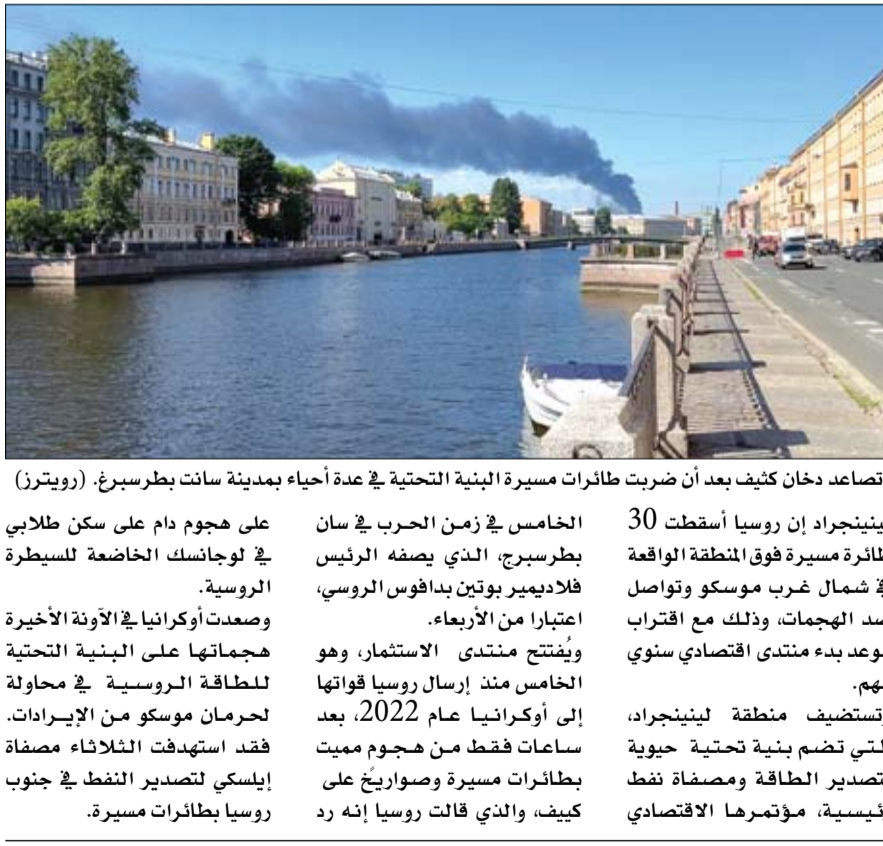 تصاعد دخان كثيف بعد أن ضربت طائرات مسيرة البنية التحتية في عدة أحياء بمدينة سانت بطرسبرغ. (رويترز)
ينينجراد إن روسيا أسقطت 30
طائرة مسيرة فوق المنطقة الواقعة
في شمال غرب موسكو وتواصل
صد الهجمات، وذلك مع اقتراب
وعد بدء منتدى اقتصادي سنوي
هم.
تستضيف منطقة لينينجراد،
لتي تضم بنية تحتية حيوية
تصدير الطاقة ومصفاة نفط
ئيسية، مؤتمرها الاقتصادي
الخامس في زمن الحرب في سان
بطرسبرج، الذي يصفه الرئيس
فلاديمير بوتين بدافوس الروسي،
اعتبارا من الأربعاء.
ويُفتتح منتدى الاستثمار، وهو
الخامس منذ إرسال روسيا قواتها
إلى أوكرانيا عام 2022، بعد
ساعات فقط من هجوم مميت
بطائرات مسيرة وصواريخ على
كييف، والذي قالت روسيا إنه رد
على هجوم دام على سكن طلابي
في لوجانسك الخاضعة للسيطرة
الروسية.
وصعدت أوكرانيا في الآونة الأخيرة
هجماتها على البنية التحتية
للطاقة الروسية في محاولة
لحرمان موسكو من الإيرادات.
فقد استهدفت الثلاثاء مصفاة
إيلسكي لتصدير النفط في جنوب
روسيا بطائرات مسيرة.